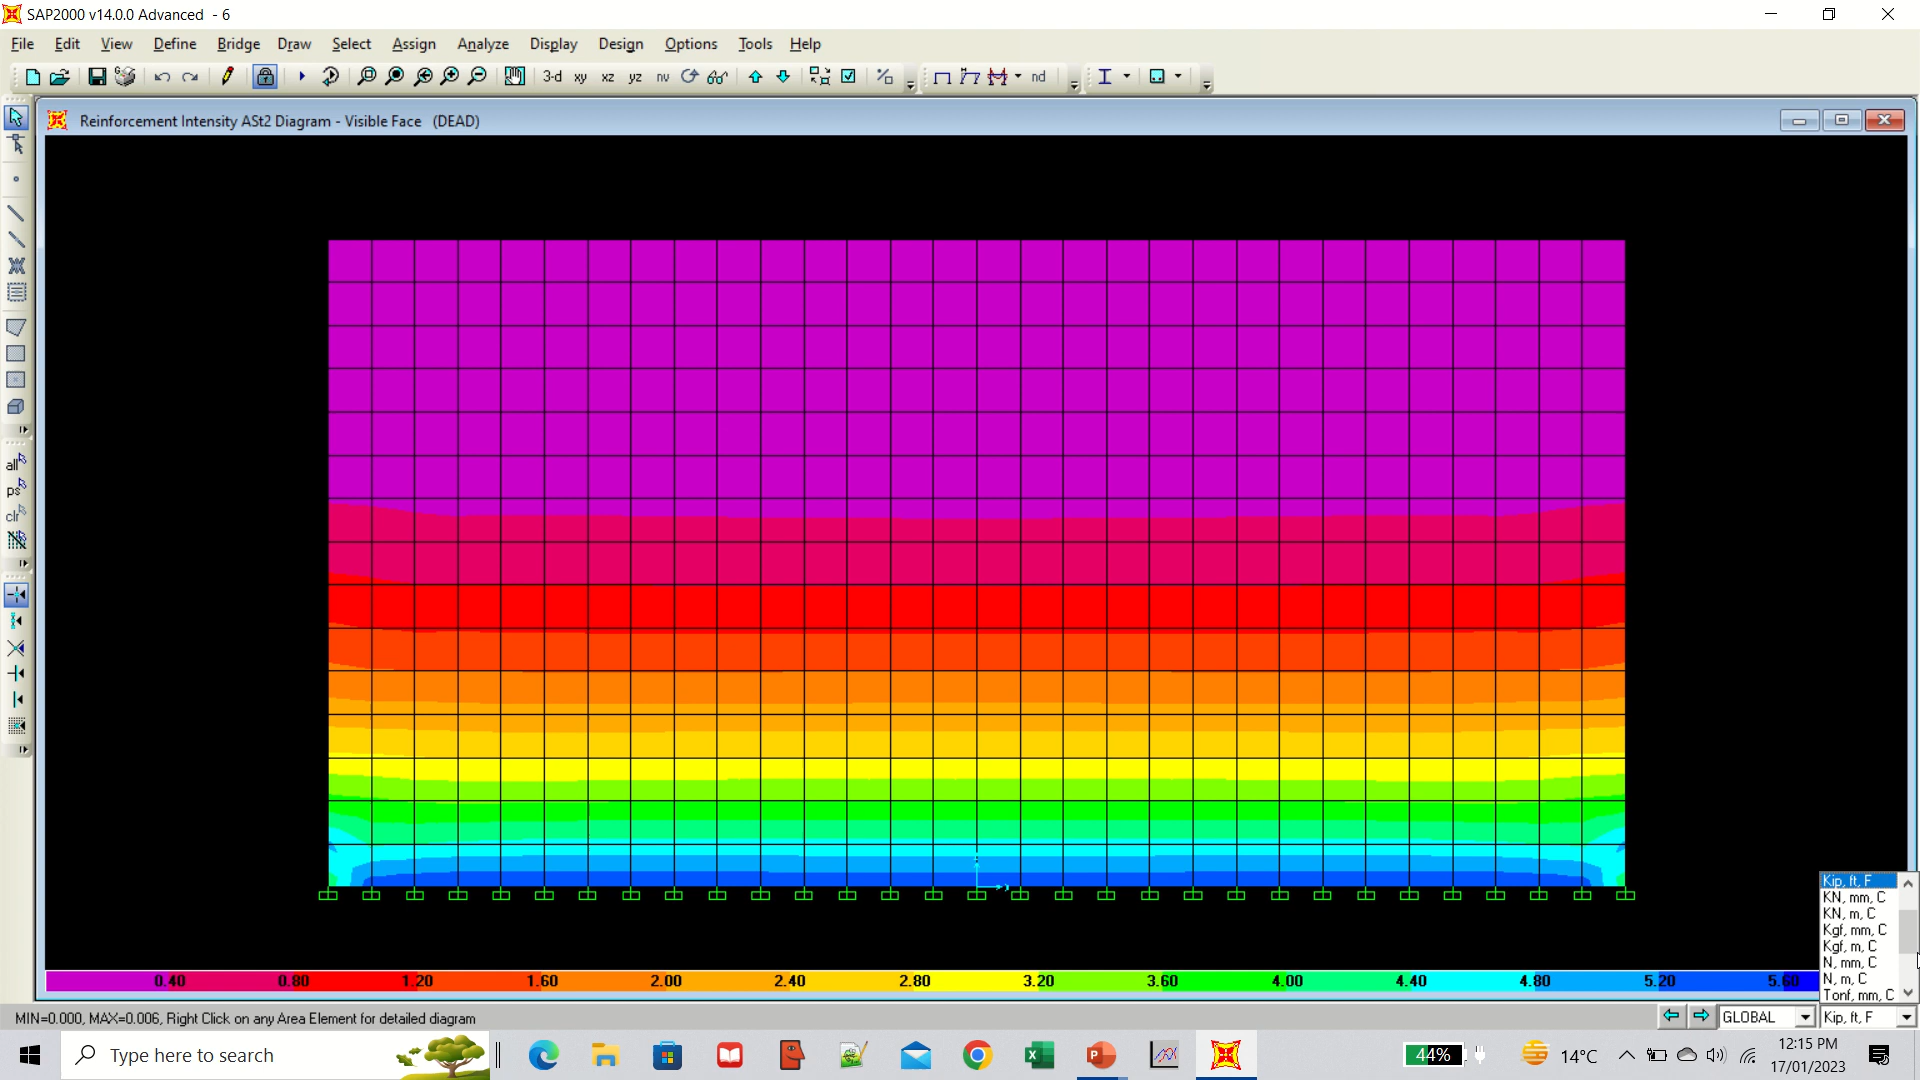 SAP2000 v14.0.0 Advanced - 6
File Edit View Define Bridge Draw Select Assign Analyze Display Design Options Tools Help
3-d xy xz yz nv nd
Reinforcement Intensity ASt2 Diagram - Visible Face (DEAD)
all
ps
clr
Kip, ft, F
KN, mm, C
KN, m, C
Kgf, mm, C
Kgf, m, C
N, mm, C
N, m, C
Tonf, mm, C
0.40 0.80 1.20 1.60 2.00 2.40 2.80 3.20 3.60 4.00 4.40 4.80 5.20 5.60
MIN=0.000, MAX=0.006, Right Click on any Area Element for detailed diagram
GLOBAL
Kip, ft, F
Type here to search
44%
14°C
12:15 PM
17/01/2023